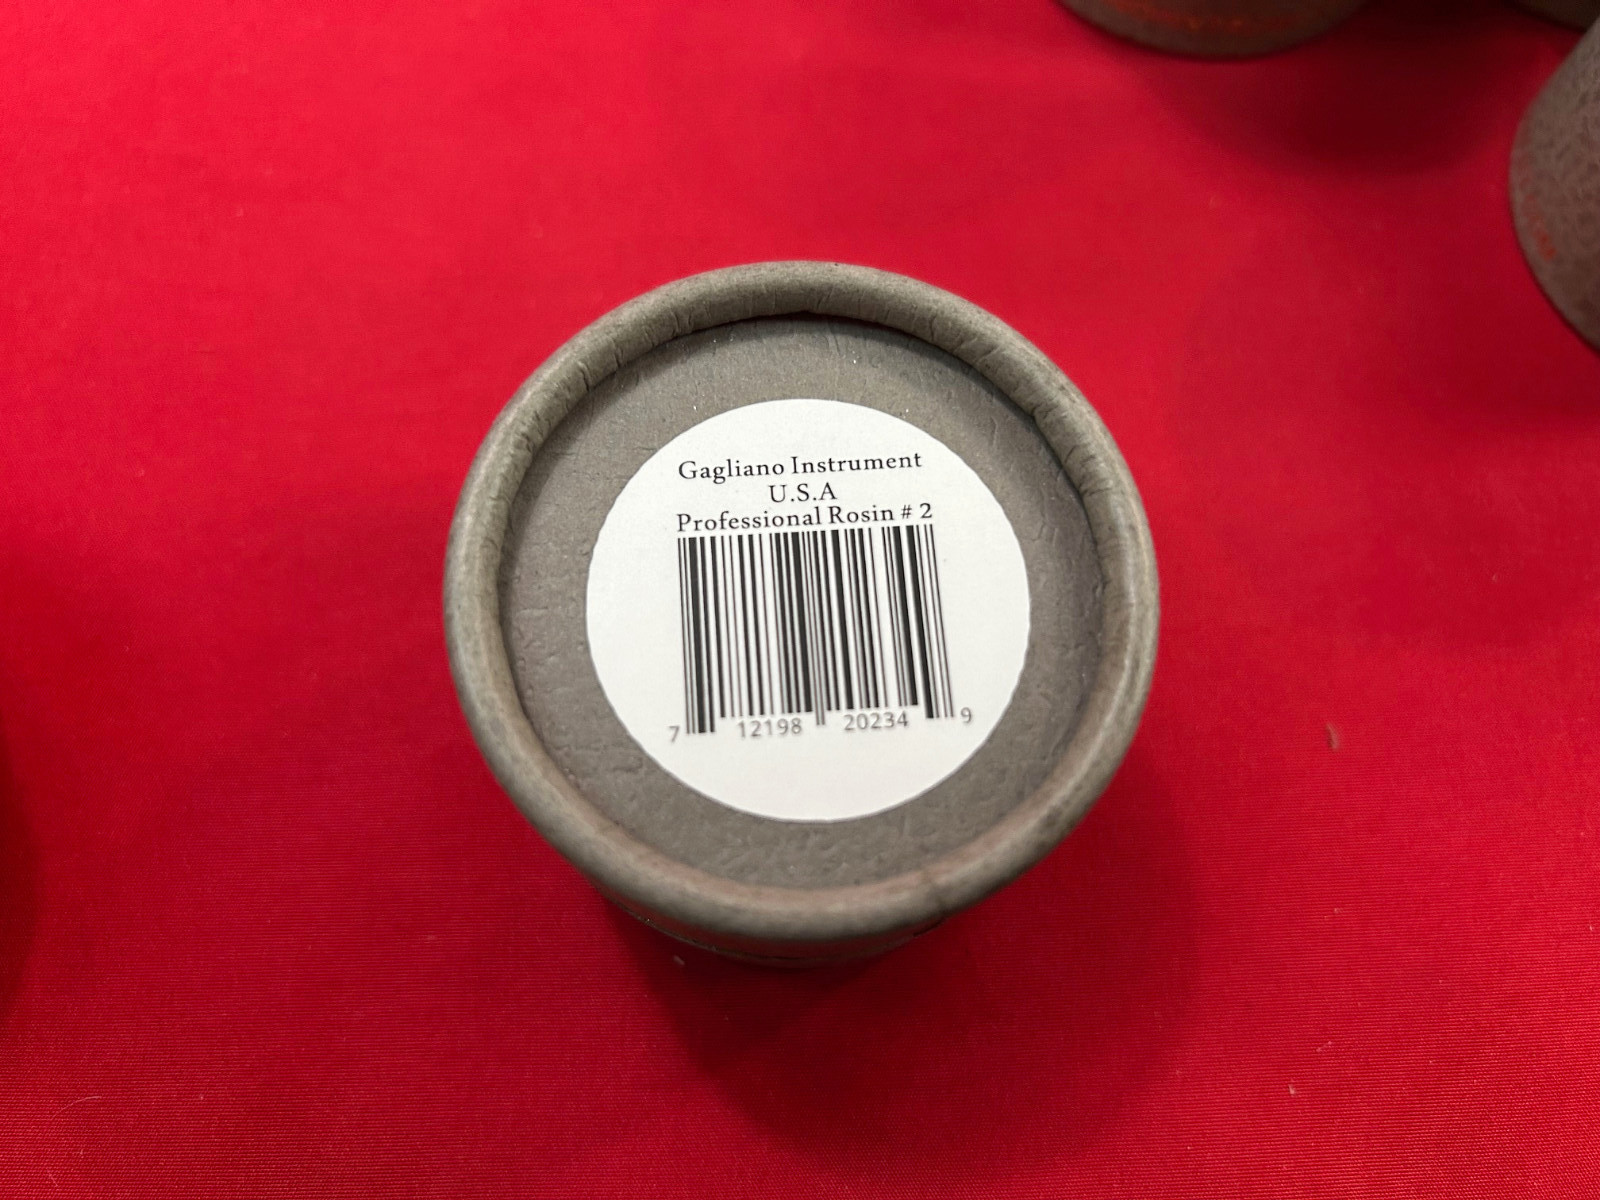 Gagliano Instrument
U.S.A
Professional Rosin # 2
7 12198 20234 9